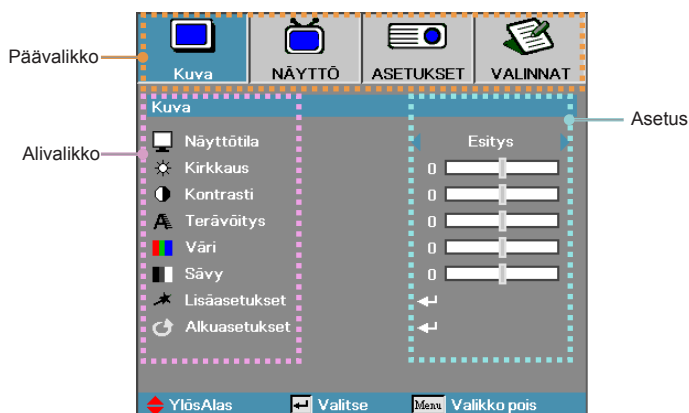 Päävalikko
Kuva NÄYTTÖ ASETUKSET VALINNAT
Kuva
Asetus
Alivalikko
Näyttötila Esitys
Kirkkaus 0
Kontrasti 0
Terävöitys 0
Väri 0
Sävy 0
Lisäasetukset
Alkuasetukset
YlösAlas Valitse Menu Valikko pois